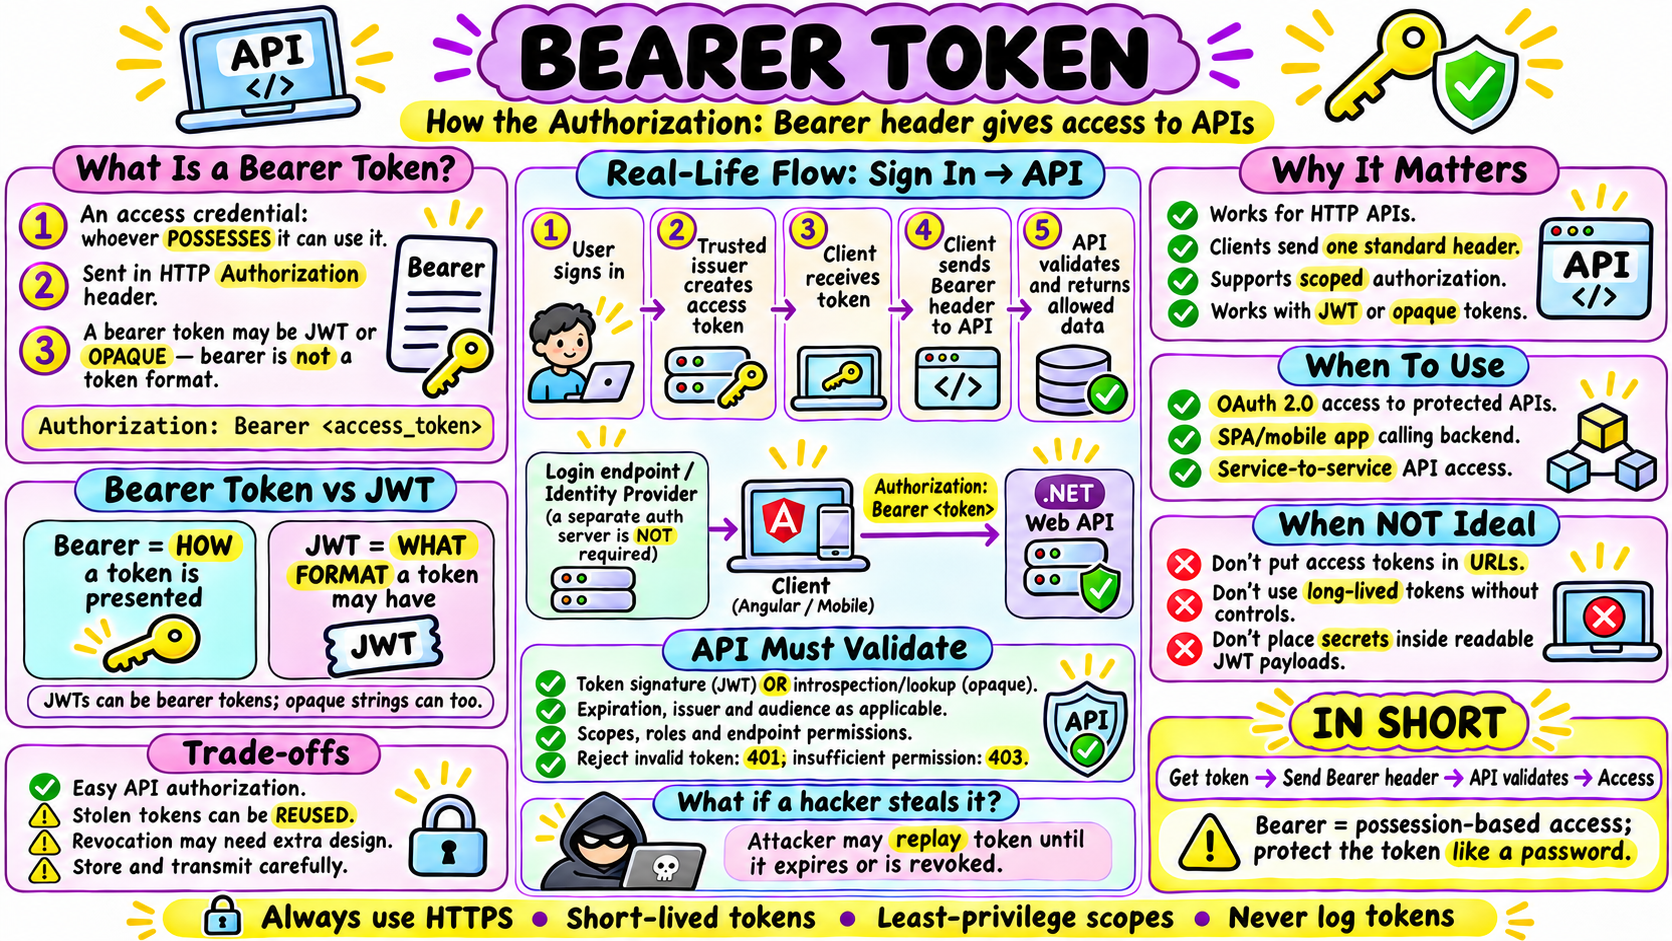 API
</>
BEARER TOKEN
How the Authorization: Bearer header gives access to APIs
What Is a Bearer Token?
1
An access credential:
whoever POSSESSES it can use it.
2
Sent in HTTP Authorization
header.
3
A bearer token may be JWT or
OPAQUE — bearer is not a
token format.
Bearer
Authorization: Bearer <access_token>
Bearer Token vs JWT
Bearer = HOW
a token is
presented
JWT = WHAT
FORMAT a token
may have
JWT
JWTs can be bearer tokens; opaque strings can too.
Trade-offs
Easy API authorization.
Stolen tokens can be REUSED.
Revocation may need extra design.
Store and transmit carefully.
Real-Life Flow: Sign In → API
1
User
signs in
2
Trusted
issuer
creates
access
token
3
Client
receives
token
4
Client
sends
Bearer
header
to API
</>
5
API
validates
and returns
allowed
data
Login endpoint /
Identity Provider
(a separate auth
server is NOT
required)
A
Client
(Angular / Mobile)
Authorization:
Bearer <token>
.NET
Web API
API Must Validate
Token signature (JWT) OR introspection/lookup (opaque).
Expiration, issuer and audience as applicable.
Scopes, roles and endpoint permissions.
Reject invalid token: 401; insufficient permission: 403.
API
What if a hacker steals it?
Attacker may replay token until
it expires or is revoked.
Why It Matters
Works for HTTP APIs.
Clients send one standard header.
Supports scoped authorization.
Works with JWT or opaque tokens.
API
</>
When To Use
OAuth 2.0 access to protected APIs.
SPA/mobile app calling backend.
Service-to-service API access.
When NOT Ideal
Don't put access tokens in URLs.
Don't use long-lived tokens without
controls.
Don't place secrets inside readable
JWT payloads.
IN SHORT
Get token → Send Bearer header → API validates → Access
Bearer = possession-based access;
protect the token like a password.
Always use HTTPS • Short-lived tokens • Least-privilege scopes • Never log tokens